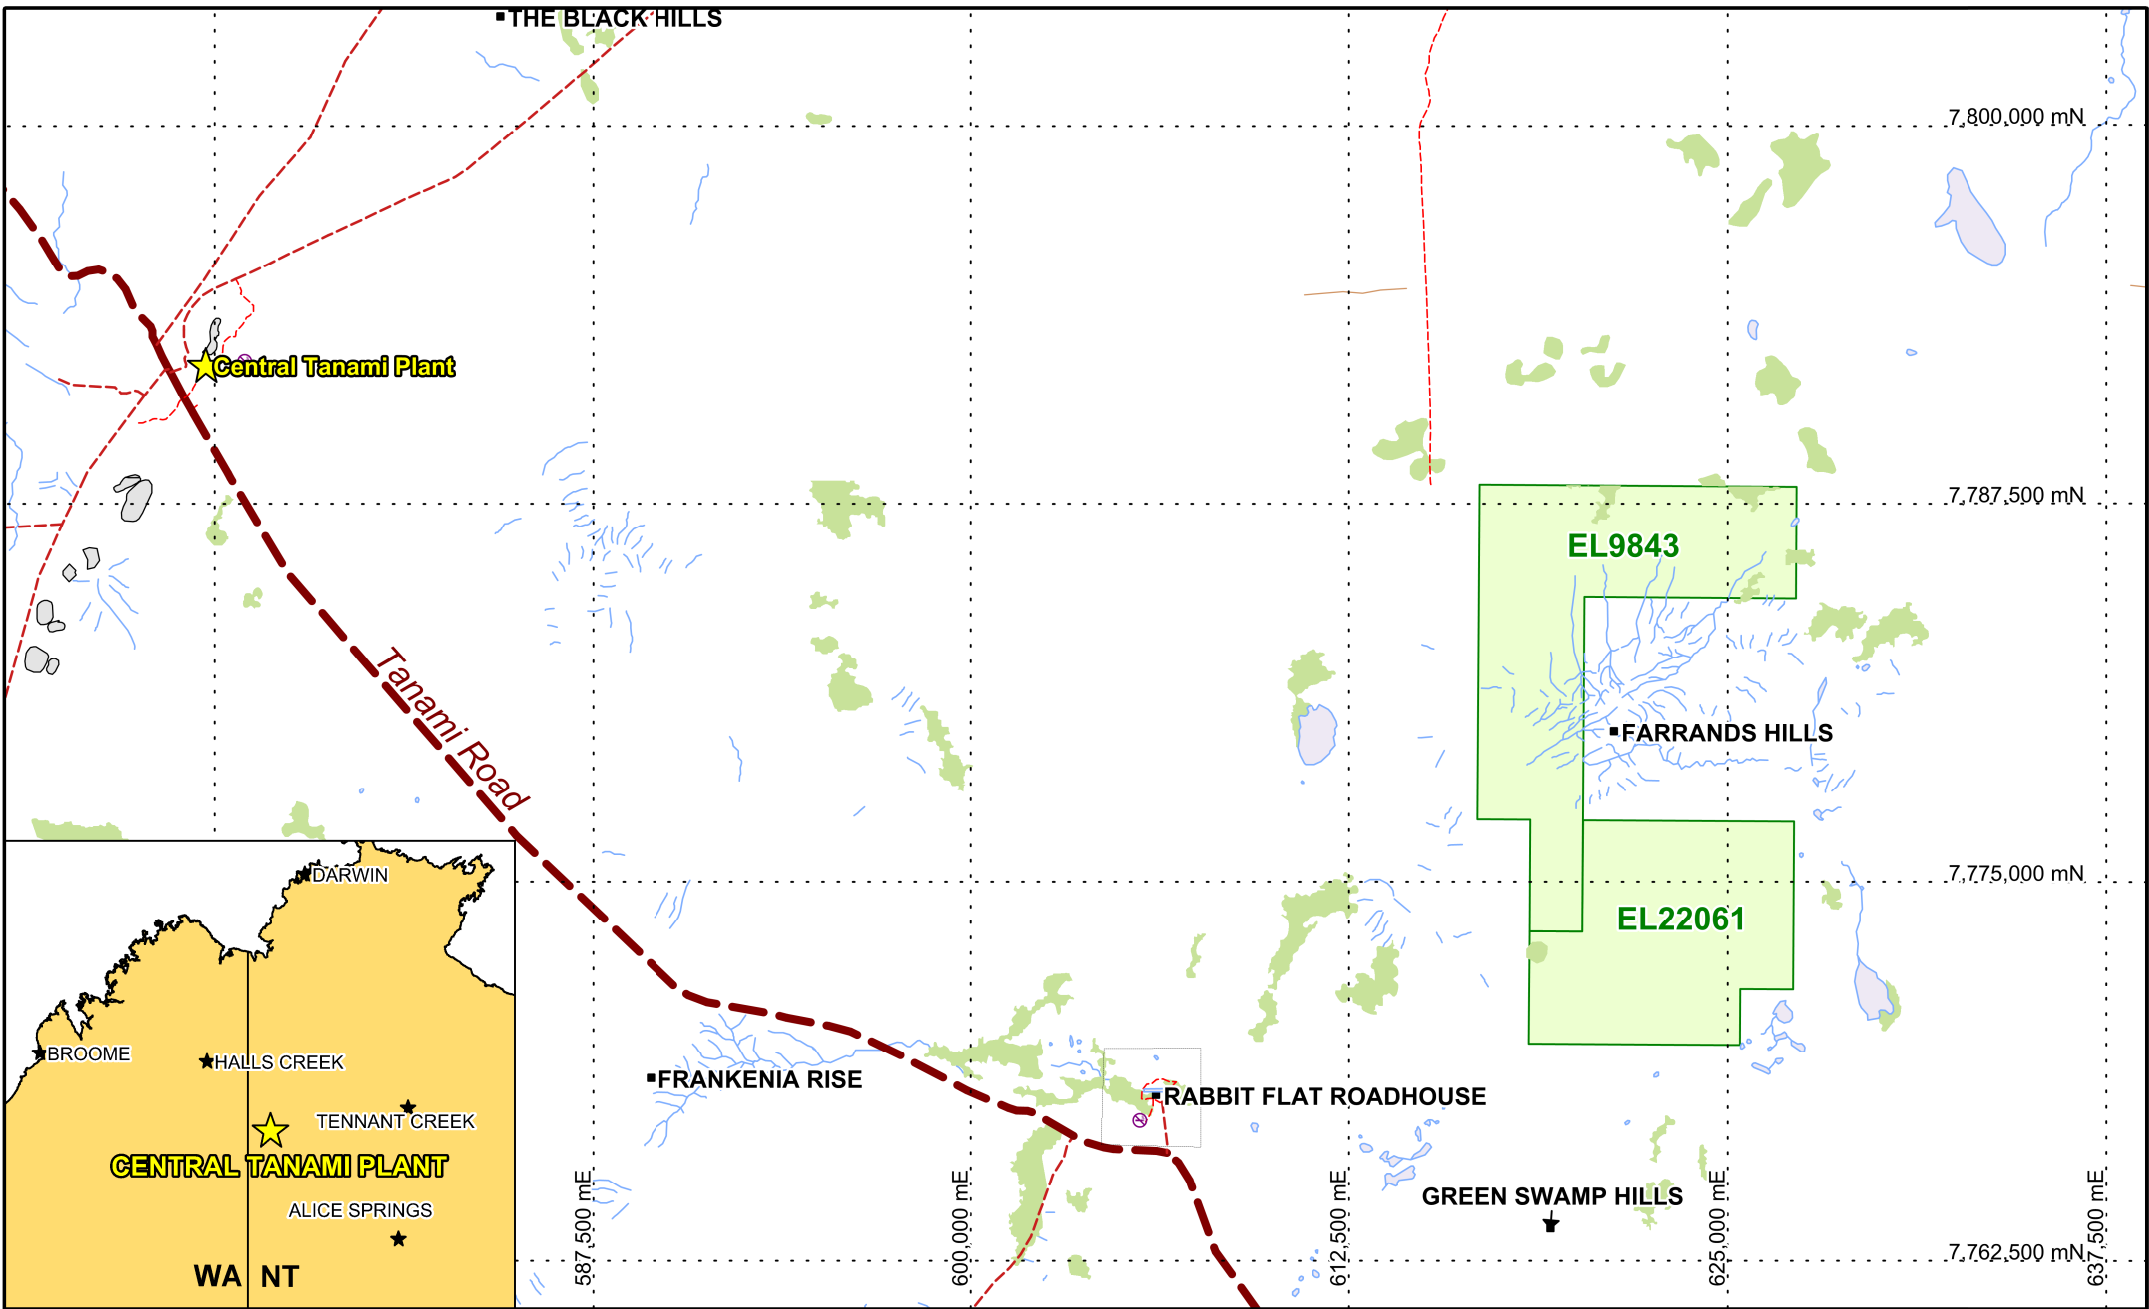 THE BLACK HILLS
7,800,000 mN
Central Tanami Plant
7,787,500 mN
EL9843
Tanami Road
FARRANDS HILLS
7,775,000 mN
EL22061
FRANKENIA RISE
RABBIT FLAT ROADHOUSE
GREEN SWAMP HILLS
7,762,500 mN
587,500 mE
600,000 mE
612,500 mE
625,000 mE
637,500 mE
DARWIN
BROOME
HALLS CREEK
TENNANT CREEK
CENTRAL TANAMI PLANT
ALICE SPRINGS
WA NT